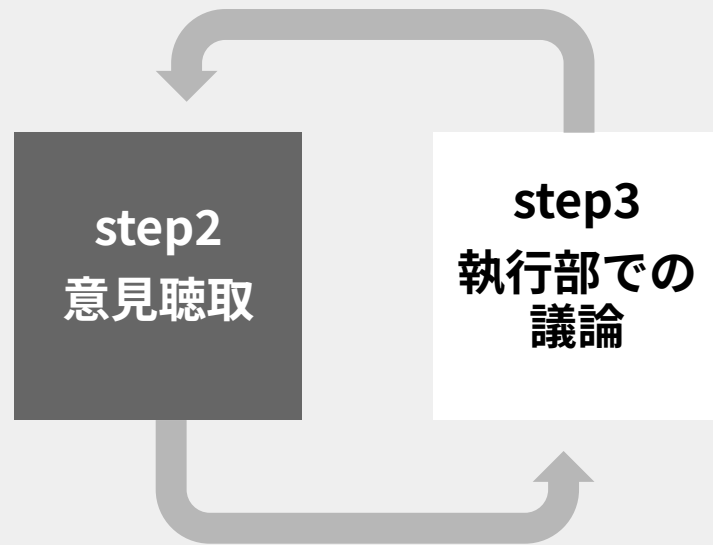 step2
意見聴取
step3
執行部での
議論